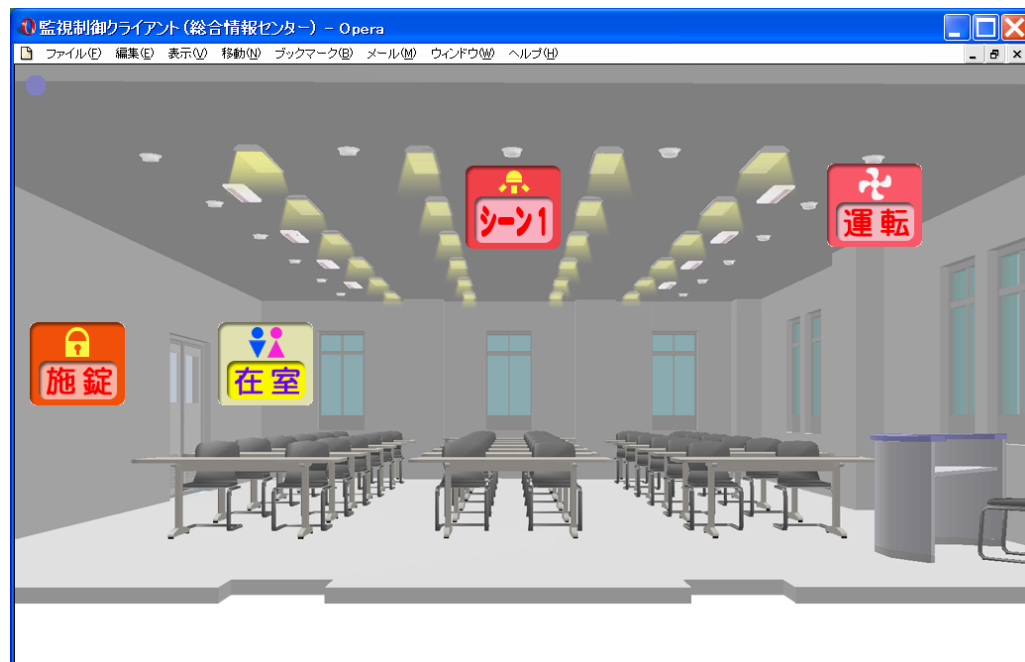 監視制御クライアント(総合情報センター) - Opera
ファイル(F) 編集(E) 表示(V) 移動(N) ブックマーク(B) メール(M) ウィンドウ(W) ヘルプ(H)
シーン1
運転
施錠
在室